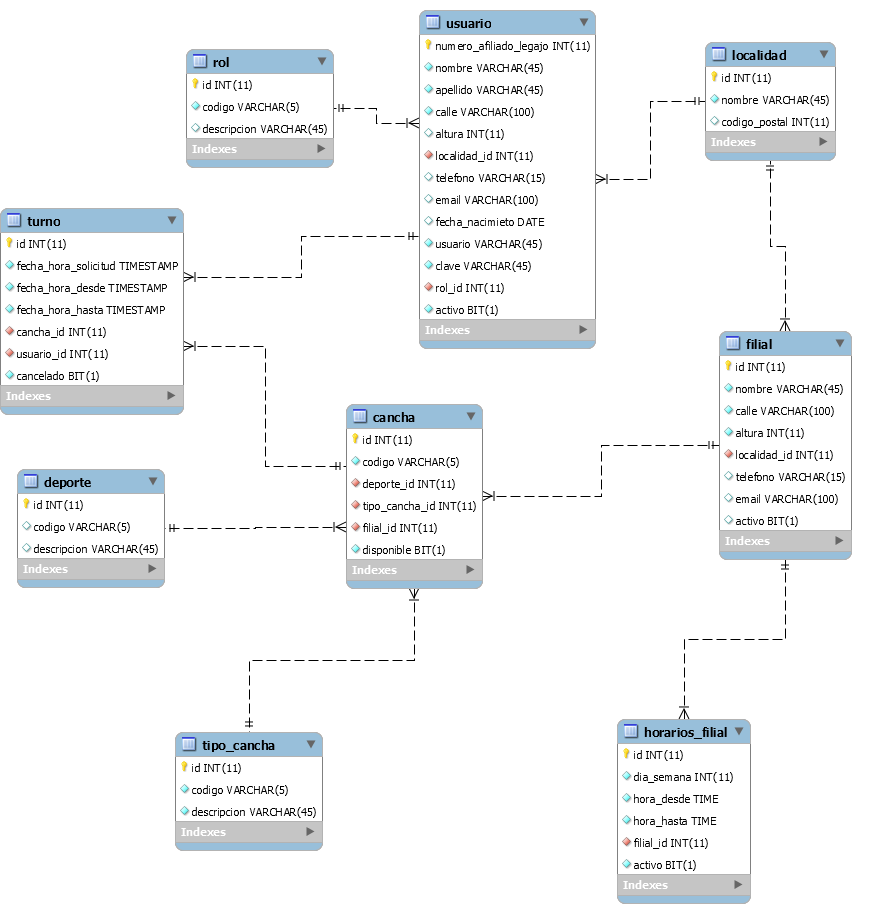 usuario
numero_afiliado_legajo INT(11)
nombre VARCHAR(45)
apellido VARCHAR(45)
calle VARCHAR(100)
altura INT(11)
localidad_id INT(11)
telefono VARCHAR(15)
email VARCHAR(100)
fecha_nacimieto DATE
usuario VARCHAR(45)
clave VARCHAR(45)
rol_id INT(11)
activo BIT(1)
Indexes
rol
id INT(11)
codigo VARCHAR(5)
descripcion VARCHAR(45)
Indexes
localidad
id INT(11)
nombre VARCHAR(45)
codigo_postal INT(11)
Indexes
turno
id INT(11)
fecha_hora_solicitud TIMESTAMP
fecha_hora_desde TIMESTAMP
fecha_hora_hasta TIMESTAMP
cancha_id INT(11)
usuario_id INT(11)
cancelado BIT(1)
Indexes
filial
id INT(11)
nombre VARCHAR(45)
calle VARCHAR(100)
altura INT(11)
localidad_id INT(11)
telefono VARCHAR(15)
email VARCHAR(100)
activo BIT(1)
Indexes
cancha
id INT(11)
codigo VARCHAR(5)
deporte_id INT(11)
tipo_cancha_id INT(11)
filial_id INT(11)
disponible BIT(1)
Indexes
deporte
id INT(11)
codigo VARCHAR(5)
descripcion VARCHAR(45)
Indexes
tipo_cancha
id INT(11)
codigo VARCHAR(5)
descripcion VARCHAR(45)
Indexes
horarios_filial
id INT(11)
dia_semana INT(11)
hora_desde TIME
hora_hasta TIME
filial_id INT(11)
activo BIT(1)
Indexes